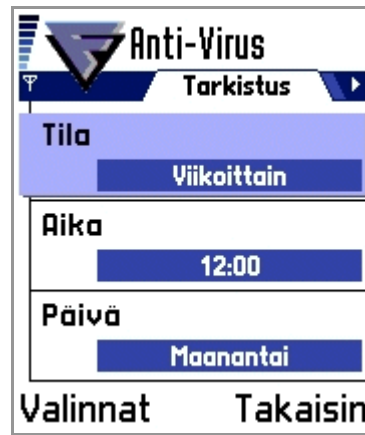 Anti-Virus
Tarkistus
Tila
Viikoittain
Aika
12:00
Päivä
Maanantai
Valinnat Takaisin